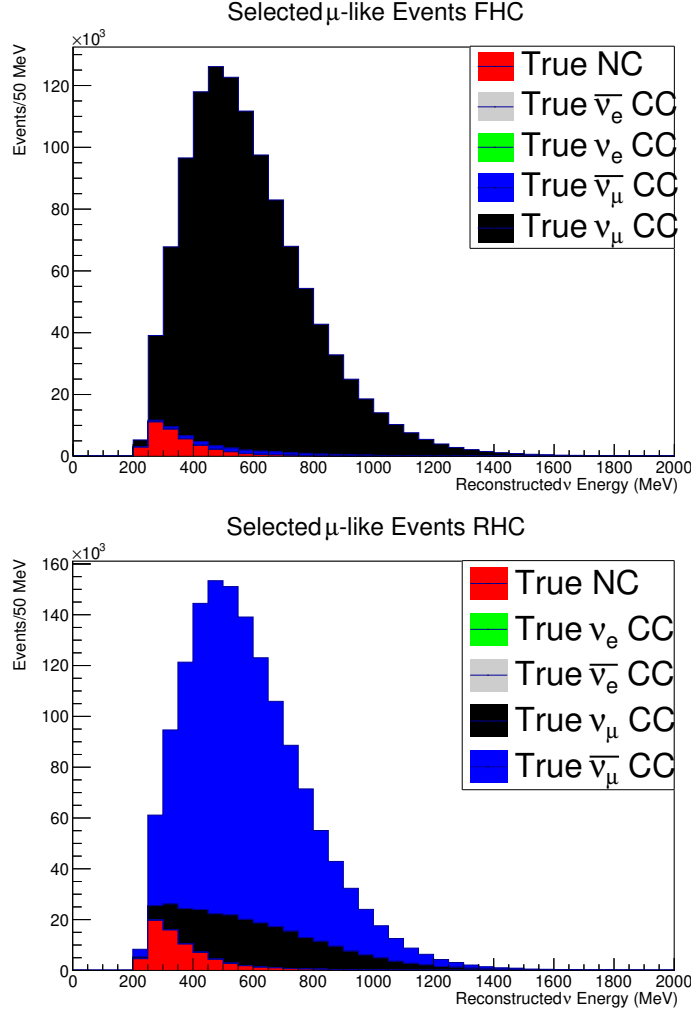 Selected μ-like Events FHC
×10³
Events/50 MeV
120
100
80
60
40
20
0
True NC
True ν̅e CC
True νe CC
True ν̅μ CC
True νμ CC
0 200 400 600 800 1000 1200 1400 1600 1800 2000
Reconstructed ν Energy (MeV)
Selected μ-like Events RHC
×10³
Events/50 MeV
160
140
120
100
80
60
40
20
0
True NC
True νe CC
True ν̅e CC
True νμ CC
True ν̅μ CC
0 200 400 600 800 1000 1200 1400 1600 1800 2000
Reconstructed ν Energy (MeV)